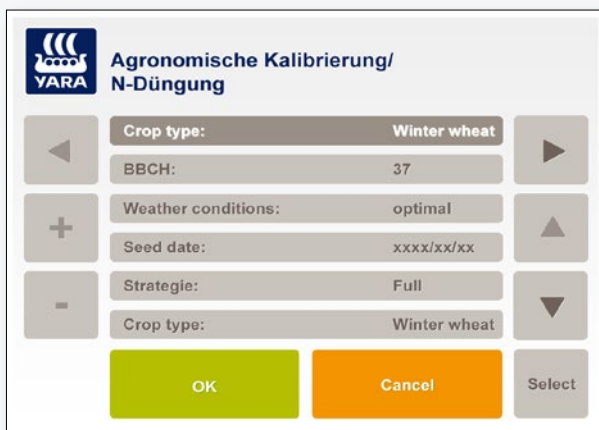 YARA
Agronomische Kalibrierung/
N-Düngung
Crop type: Winter wheat
BBCH: 37
+ Weather conditions: optimal
Seed date: xxxx/xx/xx
- Strategie: Full
Crop type: Winter wheat
OK Cancel Select